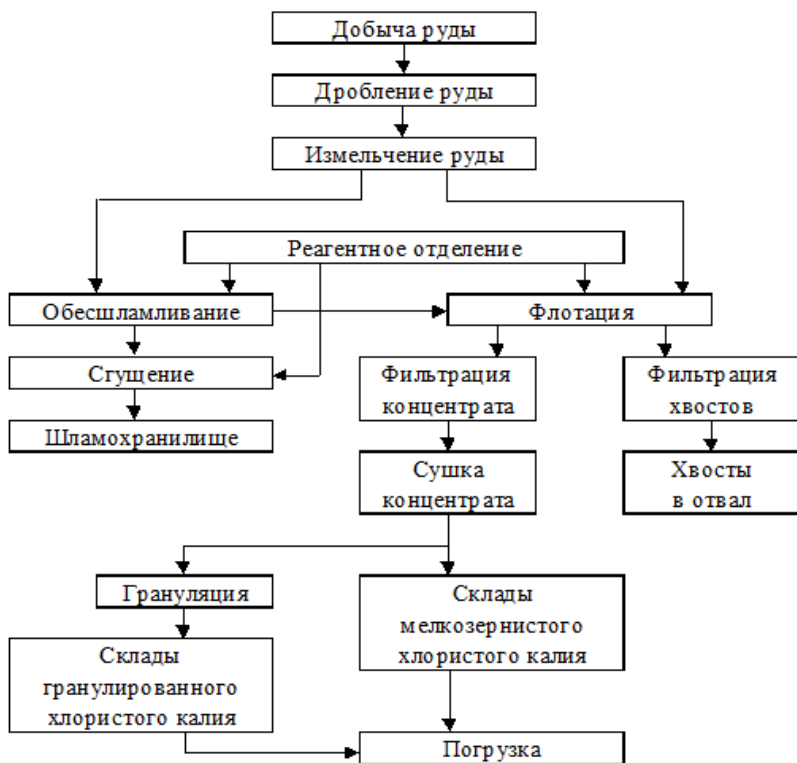 Добыча руды
Дробление руды
Измельчение руды
Реагентное отделение
Обесшламливание
Флотация
Сгущение
Шламохранилище
Фильтрация
концентрата
Фильтрация
хвостов
Сушка
концентрата
Хвосты
в отвал
Грануляция
Склады
мелкозернистого
хлористого калия
Склады
гранулированного
хлористого калия
Погрузка